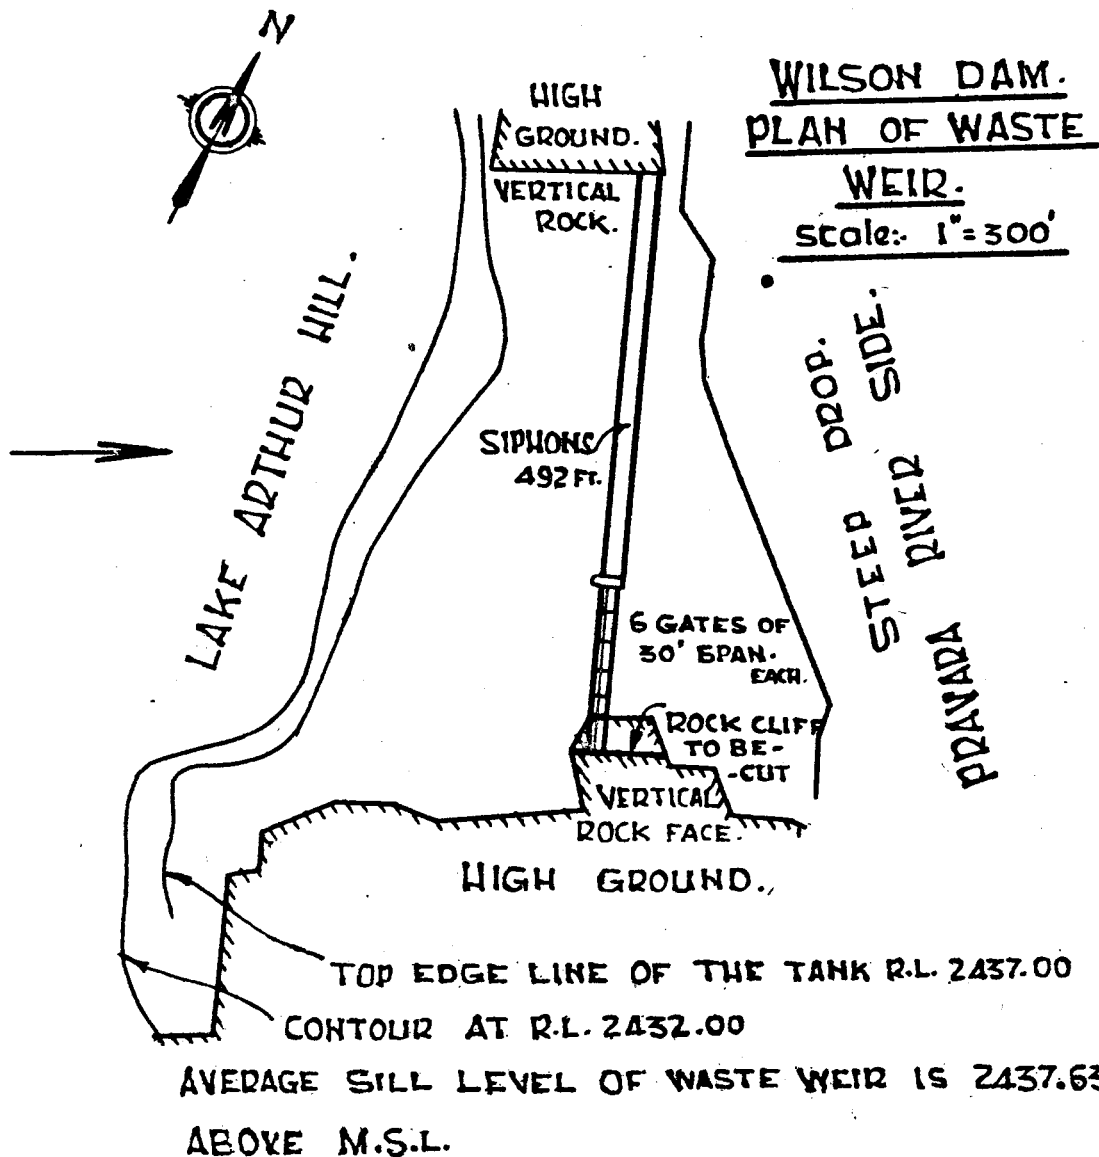 N
WILSON DAM.
PLAN OF WASTE
WEIR.
Scale:- 1"=300'
HIGH
GROUND.
VERTICAL
ROCK.
LAKE ARTHUR HILL.
SIPHONS
492 FT.
STEEP DROP.
PRAVARA RIVER SIDE.
6 GATES OF
30' SPAN.
EACH.
ROCK CLIFF
TO BE-
-CUT
VERTICAL
ROCK FACE.
HIGH GROUND.
TOP EDGE LINE OF THE TANK R.L. 2437.00
CONTOUR AT R.L. 2432.00
AVERAGE SILL LEVEL OF WASTE WEIR IS 2437.63
ABOVE M.S.L.